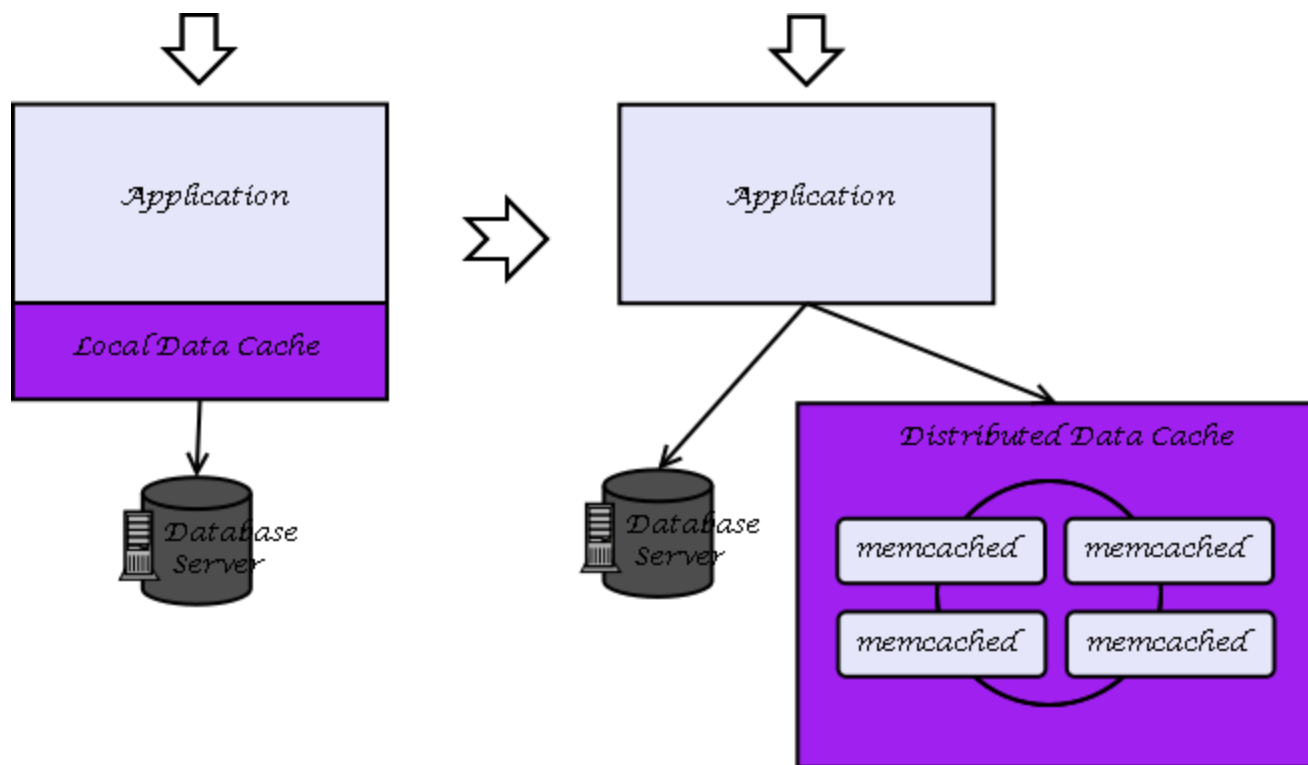 Application
Local Data Cache
Database
Server
Application
Database
Server
Distributed Data Cache
memcached
memcached
memcached
memcached